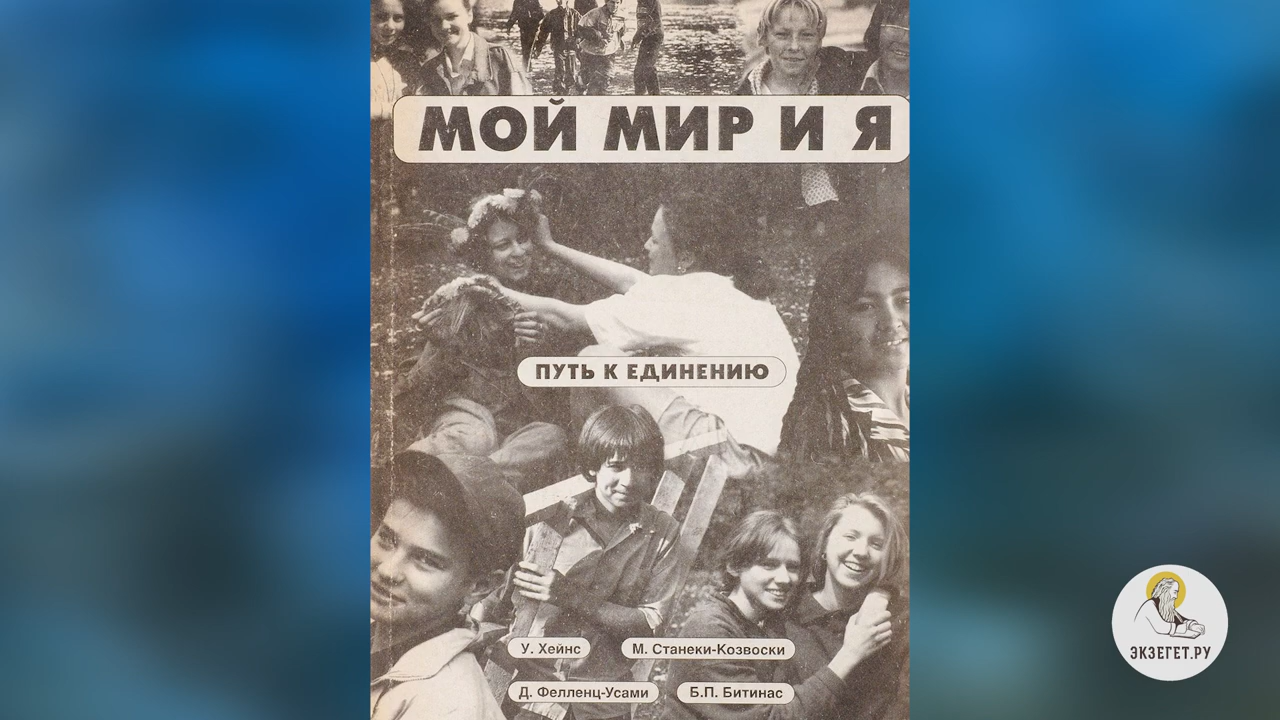 МОЙ МИР И Я
ПУТЬ К ЕДИНЕНИЮ
У. Хейнс
М. Станеки-Козвоски
Д. Фелленц-Усами
Б.П. Битинас
ЭКЗЕГЕТ.РУ